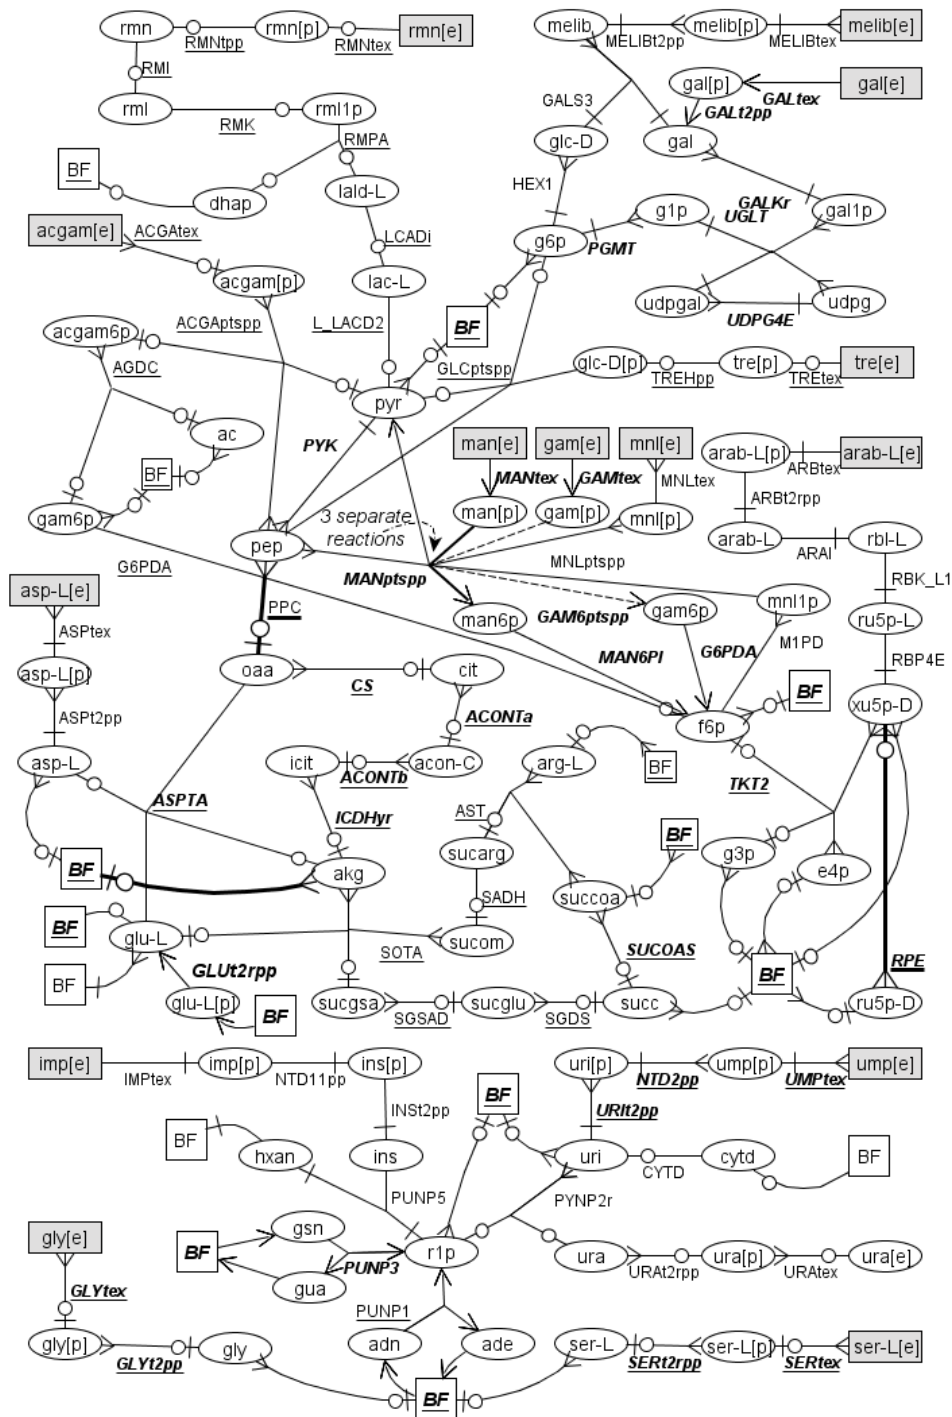 rmn RMNtpp rmn[p] RMNtex rmn[e] melib MELIBt2pp melib[p] MELIBtex melib[e]
RMI gal[p] GALtex gal[e]
GALt2pp
rml RMK rml1p GALS3 gal
BF RMPA glc-D
dhap lald-L HEX1 GALKr gal1p
acgam[e] ACGAtex LCADi g6p PGMT g1p UGLT
acgam[p] lac-L udpgal udpg
acgam6p ACGAptspp L_LACD2 BF UDPG4E
AGDC GLCptspp glc-D[p] TREHpp tre[p] TREtex tre[e]
pyr
ac PYK man[e] gam[e] mnl[e] arab-L[p] ARBtex arab-L[e]
BF MANtex GAMtex MNLtex ARBt2rpp
gam6p 3 separate man[p] gam[p] mnl[p] arab-L ARAI rbl-L
pep reactions
G6PDA MANptspp MNLptspp RBK_L1
asp-L[e] PPC man6p GAM6ptspp gam6p mnl1p ru5p-L
ASPtex MAN6PI G6PDA M1PD RBP4E
asp-L[p] oaa CS cit BF xu5p-D
ASPt2pp ACONTa f6p
asp-L icit ACONTb acon-C arg-L BF TKT2
ASPTA ICDHyr AST BF g3p e4p
BF akg sucarg
BF SADH succoa
glu-L SOTA sucom SUCOAS RPE
BF GLUt2rpp BF
glu-L[p] BF sucgsa SGSAD sucglu SGDS succ ru5p-D
imp[e] IMPtex imp[p] NTD11pp ins[p] uri[p] NTD2pp ump[p] UMPtex ump[e]
BF INSt2pp BF URIt2pp
hxan ins uri CYTD cytd BF
PUNP5 PYNP2r
gly[e] gsn
BF PUNP3 r1p ura URAt2rpp ura[p] URAtex ura[e]
GLYtex gua
PUNP1
gly[p] GLYt2pp gly adn ade ser-L SERt2rpp ser-L[p] SERtex ser-L[e]
BF